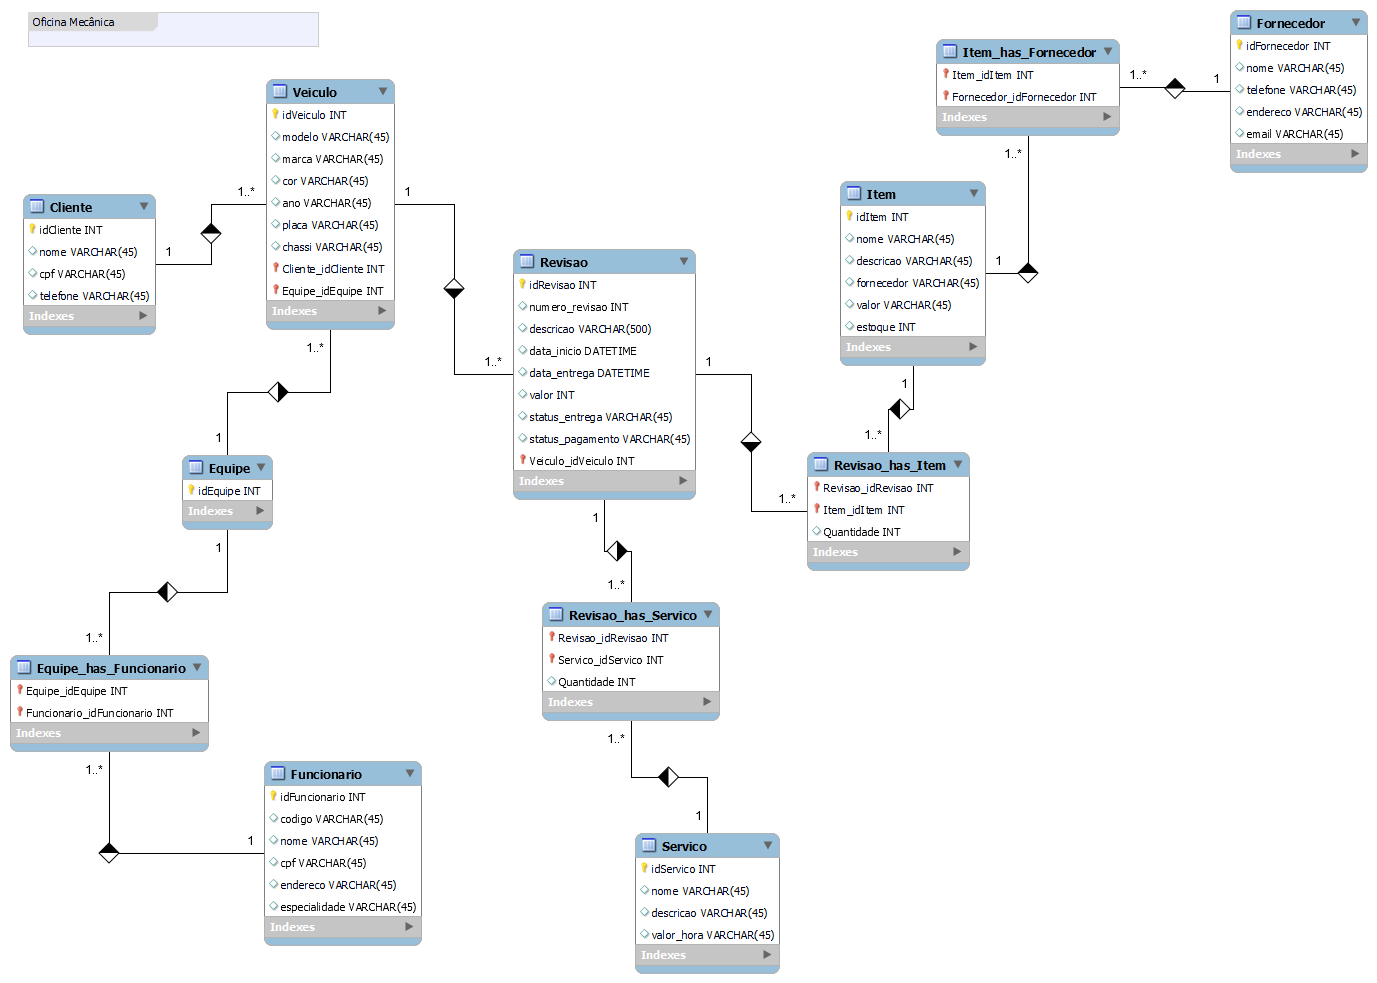 Oficina Mecânica
Cliente
idCliente INT
nome VARCHAR(45)
cpf VARCHAR(45)
telefone VARCHAR(45)
Indexes
1
1..*
Veiculo
idVeiculo INT
modelo VARCHAR(45)
marca VARCHAR(45)
cor VARCHAR(45)
ano VARCHAR(45)
placa VARCHAR(45)
chassi VARCHAR(45)
Cliente_idCliente INT
Equipe_idEquipe INT
Indexes
1
1..*
1..*
1
Equipe
idEquipe INT
Indexes
1
1..*
Equipe_has_Funcionario
Equipe_idEquipe INT
Funcionario_idFuncionario INT
Indexes
1..*
1
Funcionario
idFuncionario INT
codigo VARCHAR(45)
nome VARCHAR(45)
cpf VARCHAR(45)
endereco VARCHAR(45)
especialidade VARCHAR(45)
Indexes
Revisao
idRevisao INT
numero_revisao INT
descricao VARCHAR(500)
data_inicio DATETIME
data_entrega DATETIME
valor INT
status_entrega VARCHAR(45)
status_pagamento VARCHAR(45)
Veiculo_idVeiculo INT
Indexes
1
1..*
1
1..*
Revisao_has_Servico
Revisao_idRevisao INT
Servico_idServico INT
Quantidade INT
Indexes
1..*
1
Servico
idServico INT
nome VARCHAR(45)
descricao VARCHAR(45)
valor_hora VARCHAR(45)
Indexes
Revisao_has_Item
Revisao_idRevisao INT
Item_idItem INT
Quantidade INT
Indexes
1..*
1
Item
idItem INT
nome VARCHAR(45)
descricao VARCHAR(45)
fornecedor VARCHAR(45)
valor VARCHAR(45)
estoque INT
Indexes
1
1..*
Item_has_Fornecedor
Item_idItem INT
Fornecedor_idFornecedor INT
Indexes
1..*
1
Fornecedor
idFornecedor INT
nome VARCHAR(45)
telefone VARCHAR(45)
endereco VARCHAR(45)
email VARCHAR(45)
Indexes